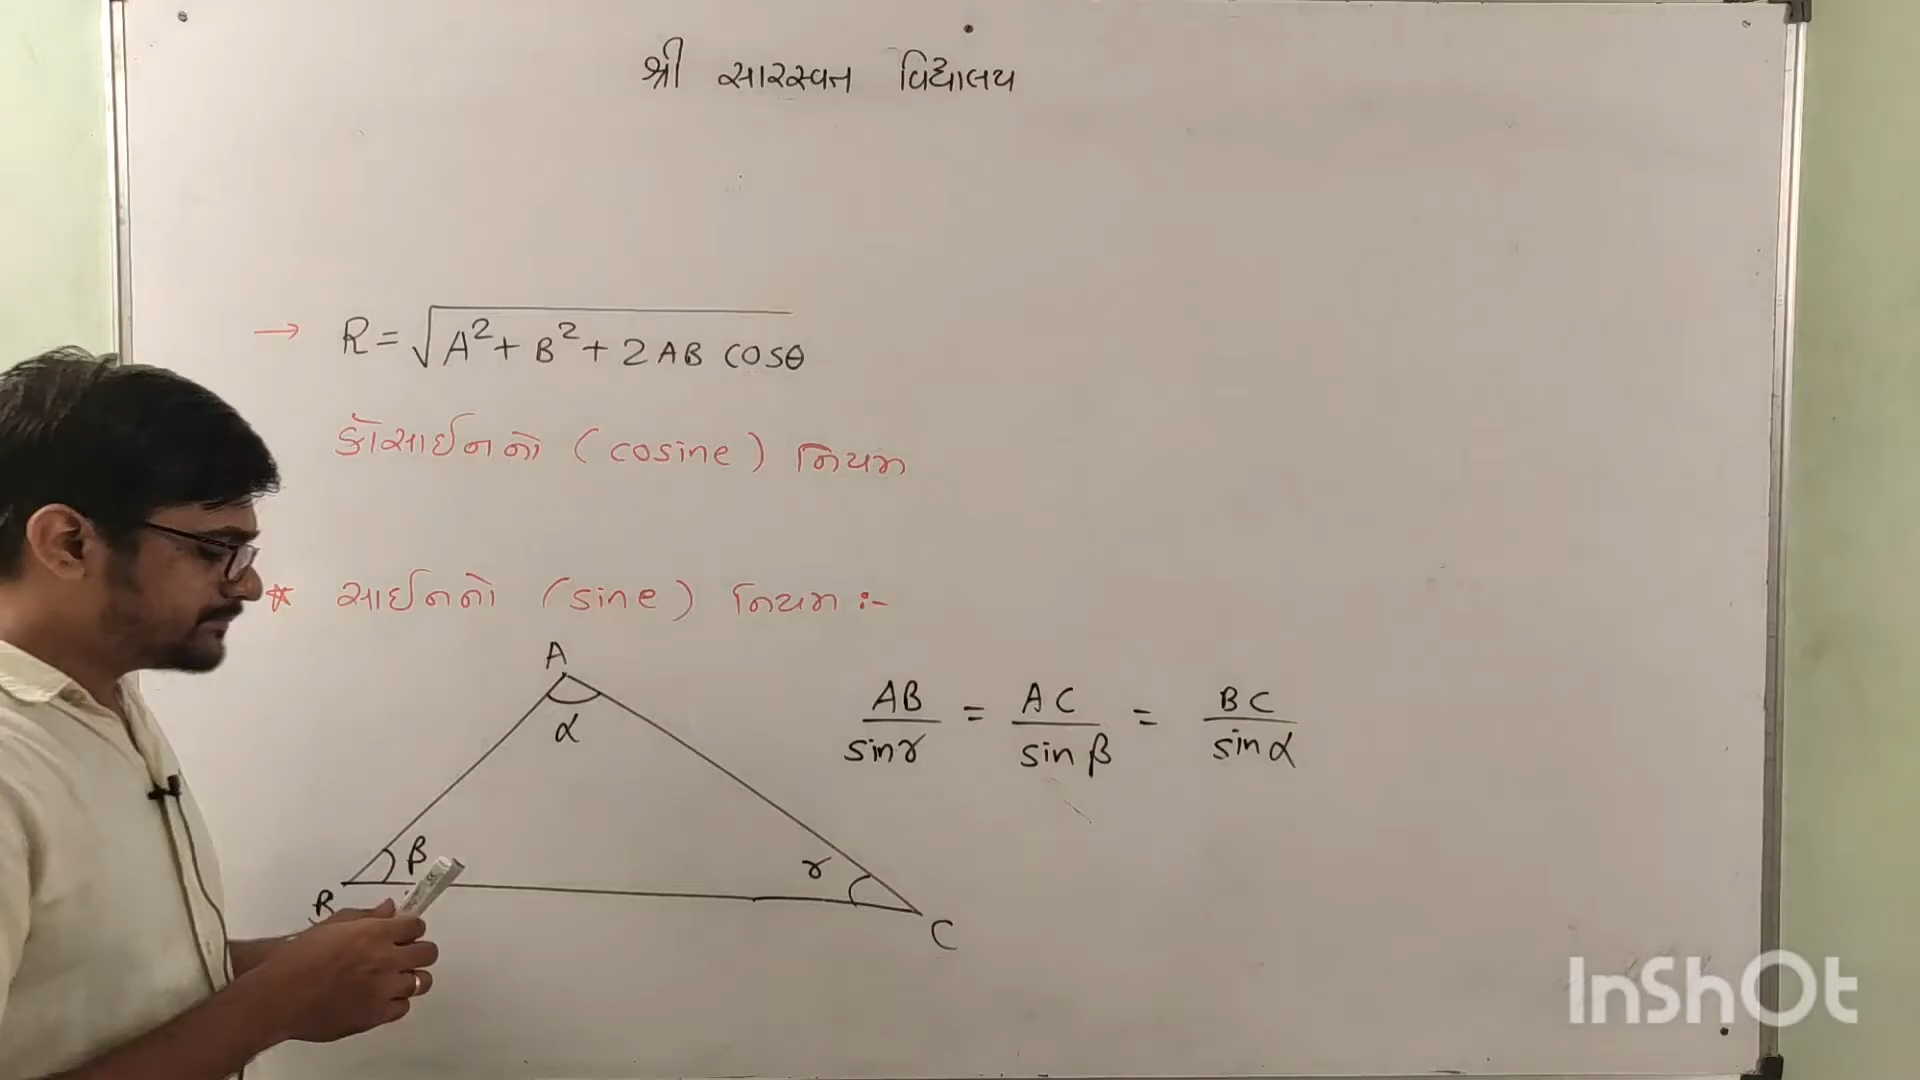 શ્રી સારસ્વત વિદ્યાલય
→ R = √A² + B² + 2AB cosθ
કૉસાઈનનો (cosine) નિયમ
* સાઈનનો (sine) નિયમ :-
A
α
AB/sinγ = AC/sinβ = BC/sinα
β
γ
B
C
InShOt